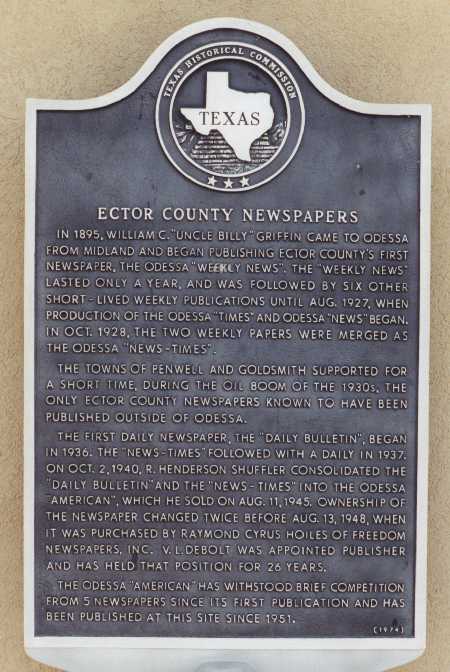 TEXAS HISTORICAL COMMISSION
TEXAS
ECTOR COUNTY NEWSPAPERS
IN 1895, WILLIAM C. "UNCLE BILLY" GRIFFIN CAME TO ODESSA
FROM MIDLAND AND BEGAN PUBLISHING ECTOR COUNTY'S FIRST
NEWSPAPER, THE ODESSA "WEEKLY NEWS". THE "WEEKLY NEWS"
LASTED ONLY A YEAR, AND WAS FOLLOWED BY SIX OTHER
SHORT-LIVED WEEKLY PUBLICATIONS UNTIL AUG. 1927, WHEN
PRODUCTION OF THE ODESSA "TIMES" AND ODESSA "NEWS" BEGAN.
IN OCT. 1928, THE TWO WEEKLY PAPERS WERE MERGED AS
THE ODESSA "NEWS-TIMES".
THE TOWNS OF PENWELL AND GOLDSMITH SUPPORTED FOR
A SHORT TIME, DURING THE OIL BOOM OF THE 1930s, THE
ONLY ECTOR COUNTY NEWSPAPERS KNOWN TO HAVE BEEN
PUBLISHED OUTSIDE OF ODESSA.
THE FIRST DAILY NEWSPAPER, THE "DAILY BULLETIN", BEGAN
IN 1936. THE "NEWS-TIMES" FOLLOWED WITH A DAILY IN 1937.
ON OCT. 2, 1940, R. HENDERSON SHUFFLER CONSOLIDATED THE
"DAILY BULLETIN" AND THE "NEWS-TIMES" INTO THE ODESSA
"AMERICAN", WHICH HE SOLD ON AUG. 11, 1945. OWNERSHIP OF
THE NEWSPAPER CHANGED TWICE BEFORE AUG. 13, 1948, WHEN
IT WAS PURCHASED BY RAYMOND CYRUS HOILES OF FREEDOM
NEWSPAPERS, INC. V. L. DEBOLT WAS APPOINTED PUBLISHER
AND HAS HELD THAT POSITION FOR 26 YEARS.
THE ODESSA "AMERICAN" HAS WITHSTOOD BRIEF COMPETITION
FROM 5 NEWSPAPERS SINCE ITS FIRST PUBLICATION AND HAS
BEEN PUBLISHED AT THIS SITE SINCE 1951.
(1974)